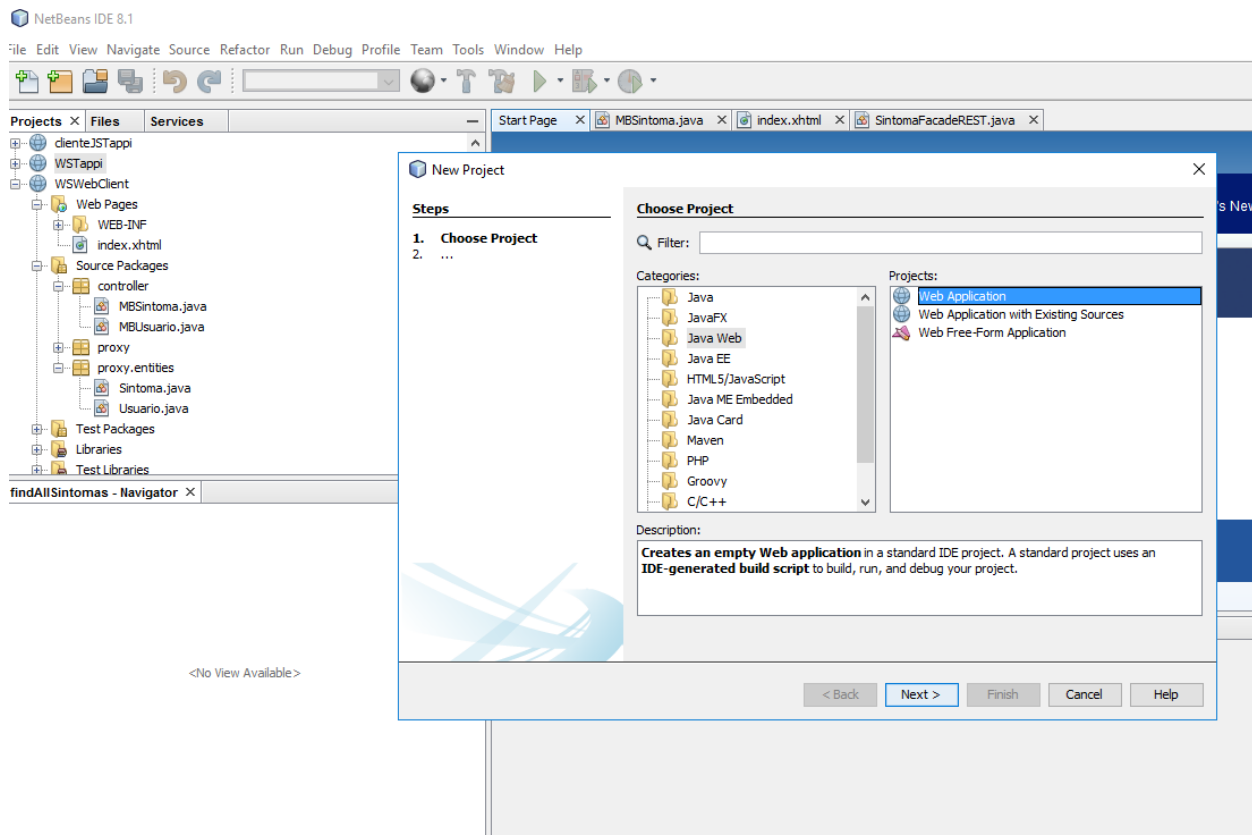 NetBeans IDE 8.1
File Edit View Navigate Source Refactor Run Debug Profile Team Tools Window Help
Projects Files Services
Start Page MBSintoma.java index.xhtml SintomaFacadeREST.java
clienteJSTappi
WSTappi
WSWebClient
Web Pages
WEB-INF
index.xhtml
Source Packages
controller
MBSintoma.java
MBUsuario.java
proxy
proxy.entities
Sintoma.java
Usuario.java
Test Packages
Libraries
Test Libraries
findAllSintomas - Navigator
<No View Available>
's New
New Project
Steps
1. Choose Project
2. ...
Choose Project
Filter:
Categories:
Java
JavaFX
Java Web
Java EE
HTML5/JavaScript
Java ME Embedded
Java Card
Maven
PHP
Groovy
C/C++
Projects:
Web Application
Web Application with Existing Sources
Web Free-Form Application
Description:
Creates an empty Web application in a standard IDE project. A standard project uses an
IDE-generated build script to build, run, and debug your project.
< Back Next > Finish Cancel Help